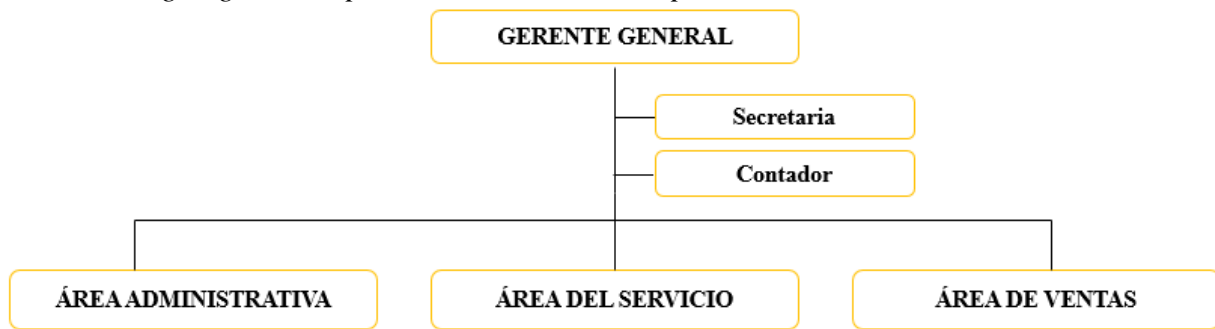 GERENTE GENERAL
Secretaria
Contador
ÁREA ADMINISTRATIVA
ÁREA DEL SERVICIO
ÁREA DE VENTAS